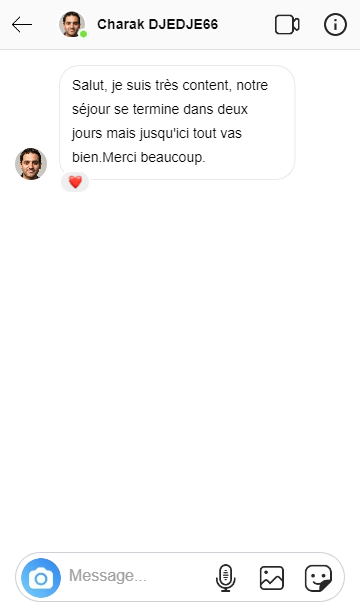 Charak DJEDJE66
Salut, je suis très content, notre
séjour se termine dans deux
jours mais jusqu'ici tout vas
bien.Merci beaucoup.
Message...